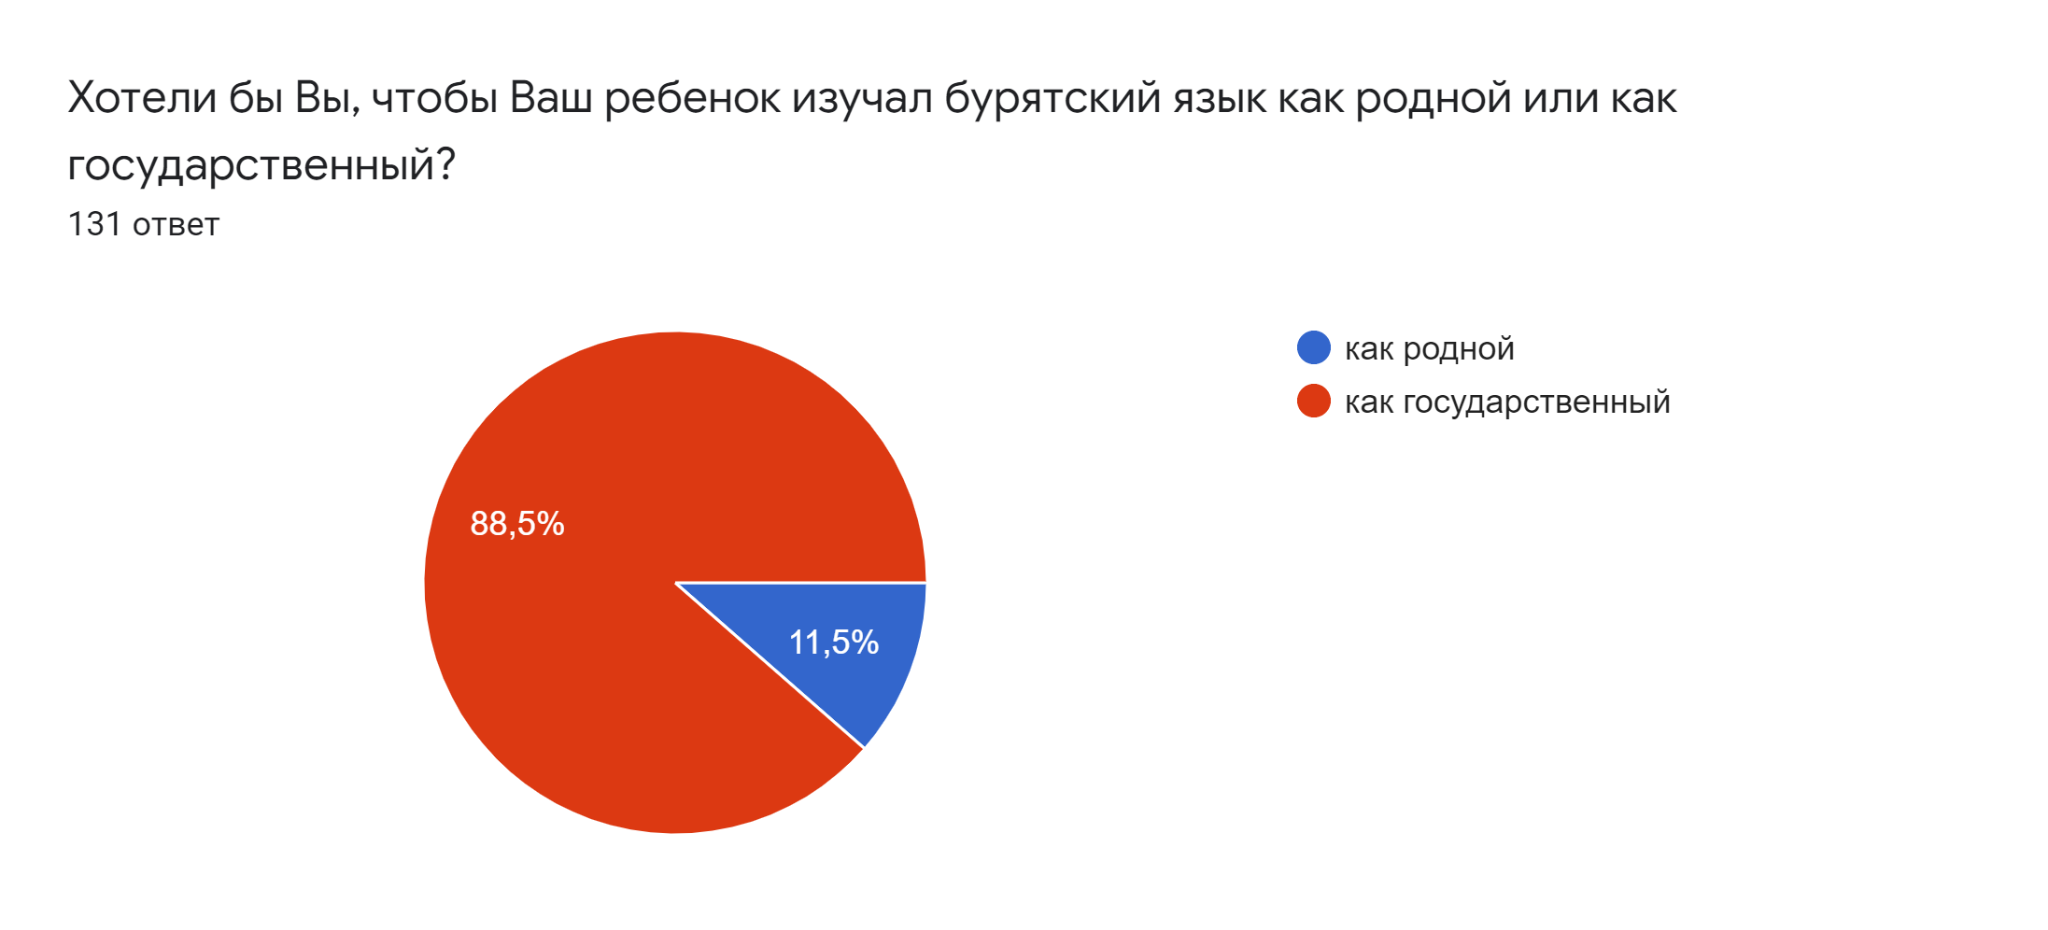 Хотели бы Вы, чтобы Ваш ребенок изучал бурятский язык как родной или как
государственный?
131 ответ
как родной
как государственный
88,5%
11,5%